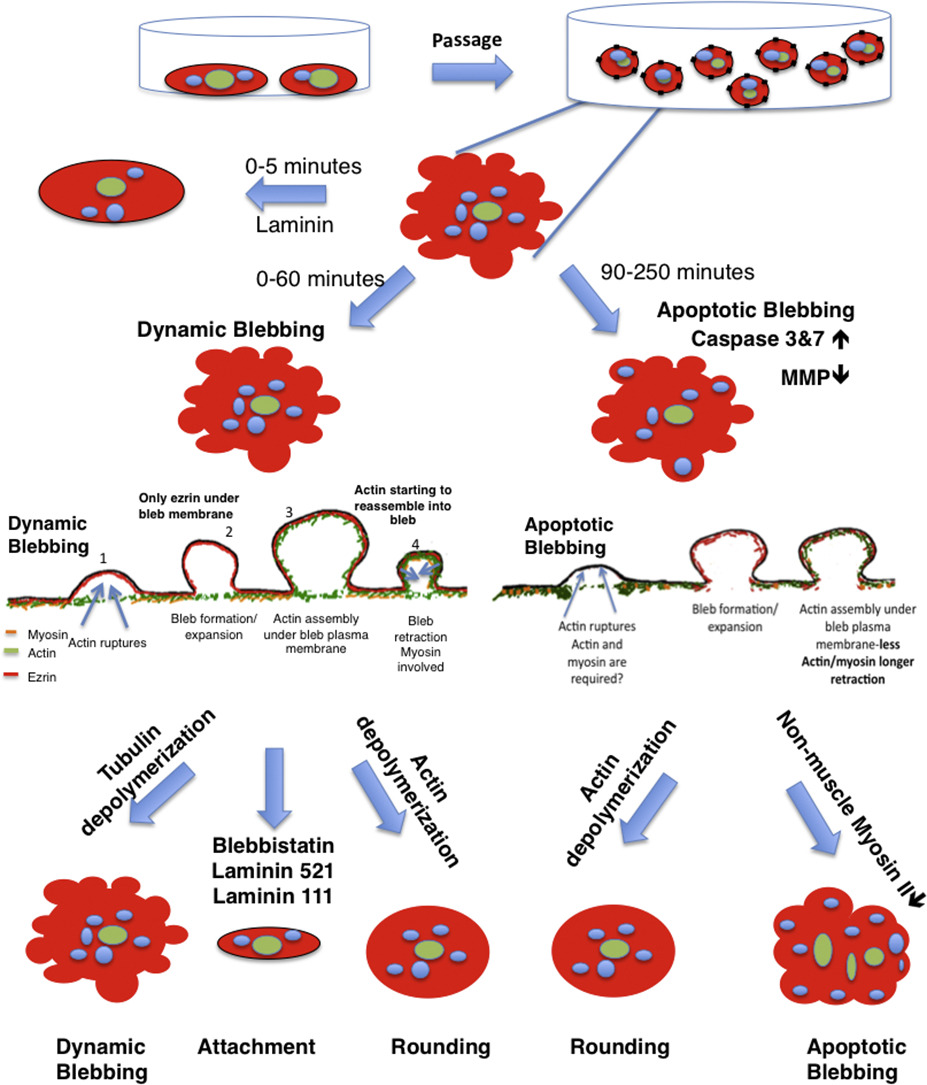 Passage
0-5 minutes
Laminin
0-60 minutes
90-250 minutes
Dynamic Blebbing
Apoptotic Blebbing
Caspase 3&7 🡹
MMP🡻
Dynamic
Blebbing
1
Only ezrin under
bleb membrane
2
3
Actin starting to
reassemble into
bleb
4
Myosin
Actin
Ezrin
Actin ruptures
Bleb formation/
expansion
Actin assembly
under bleb plasma
membrane
Bleb
retraction
Myosin
involved
Apoptotic
Blebbing
Actin ruptures
Actin and
myosin are
required?
Bleb formation/
expansion
Actin assembly under
bleb plasma
membrane-less
Actin/myosin longer
retraction
Tubulin
depolymerization
Blebbistatin
Laminin 521
Laminin 111
Actin
depolymerization
Actin
depolymerization
Non-muscle Myosin II🡻
Dynamic
Blebbing
Attachment
Rounding
Rounding
Apoptotic
Blebbing